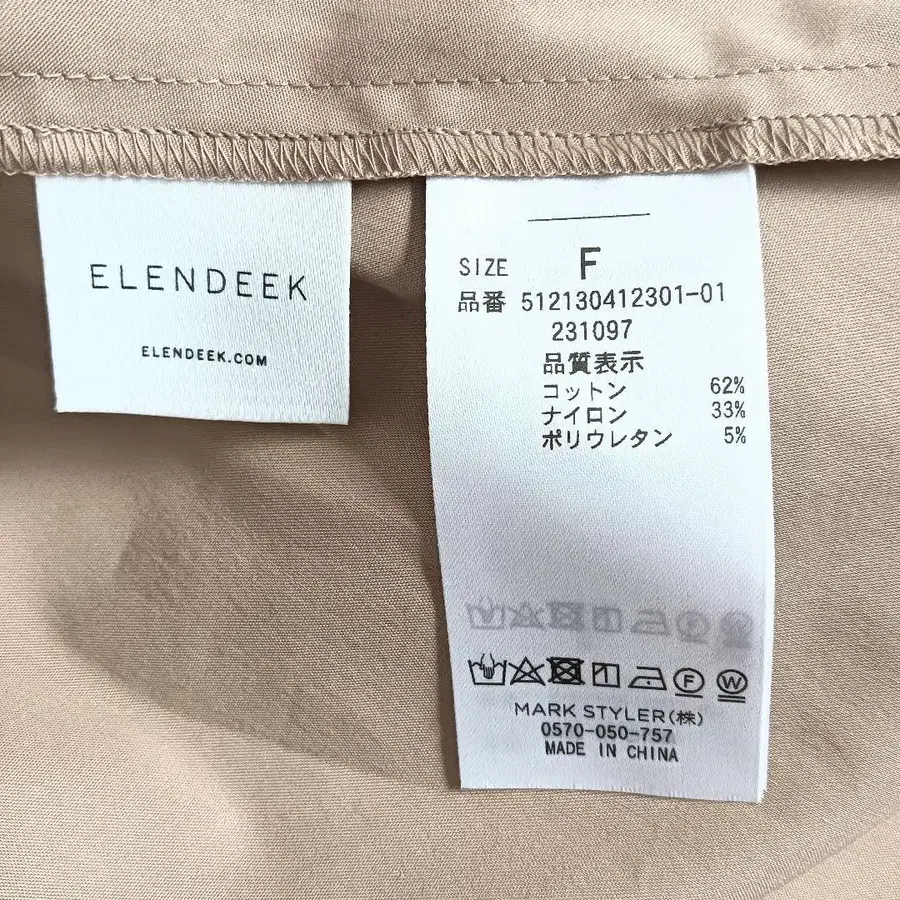 ELENDEEK
ELENDEEK.COM
SIZE F
品番 512130412301-01
231097
品質表示
コットン 62%
ナイロン 33%
ポリウレタン 5%
F W
MARK STYLER(株)
0570-050-757
MADE IN CHINA